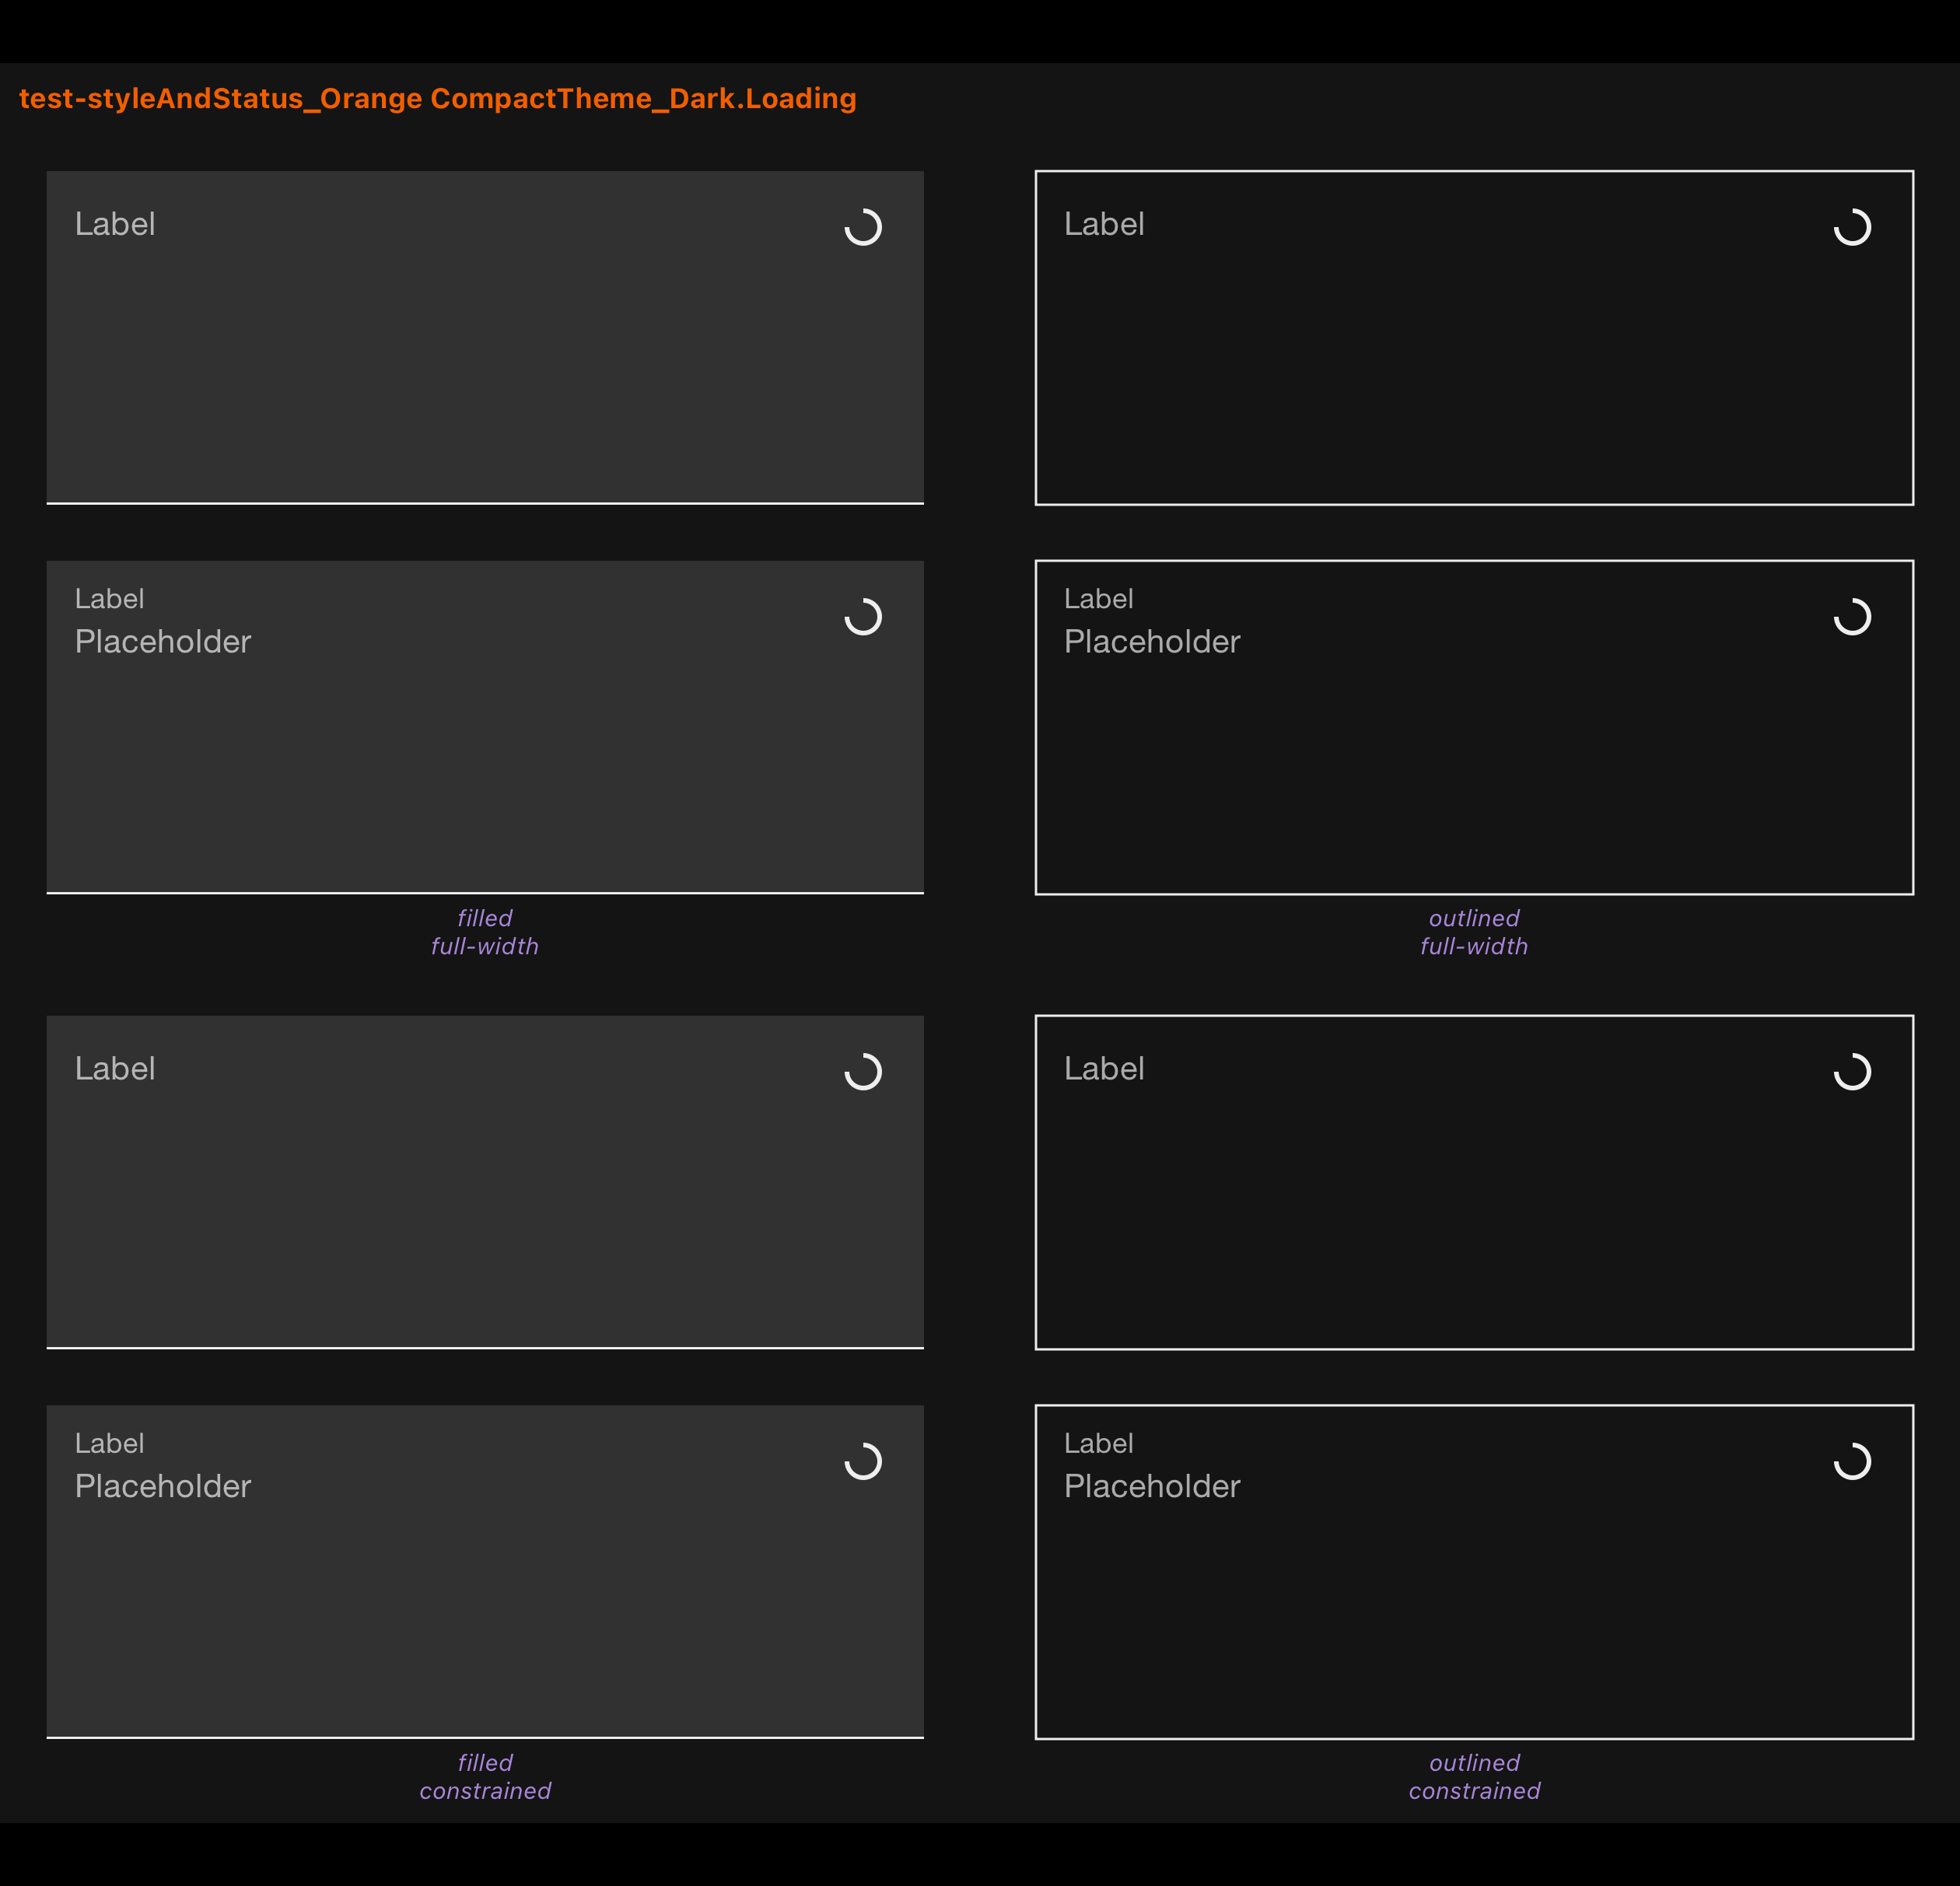 test-styleAndStatus_Orange CompactTheme_Dark.Loading
Label
Label
Label
Placeholder
Label
Placeholder
filled
full-width
outlined
full-width
Label
Label
Label
Placeholder
Label
Placeholder
filled
constrained
outlined
constrained